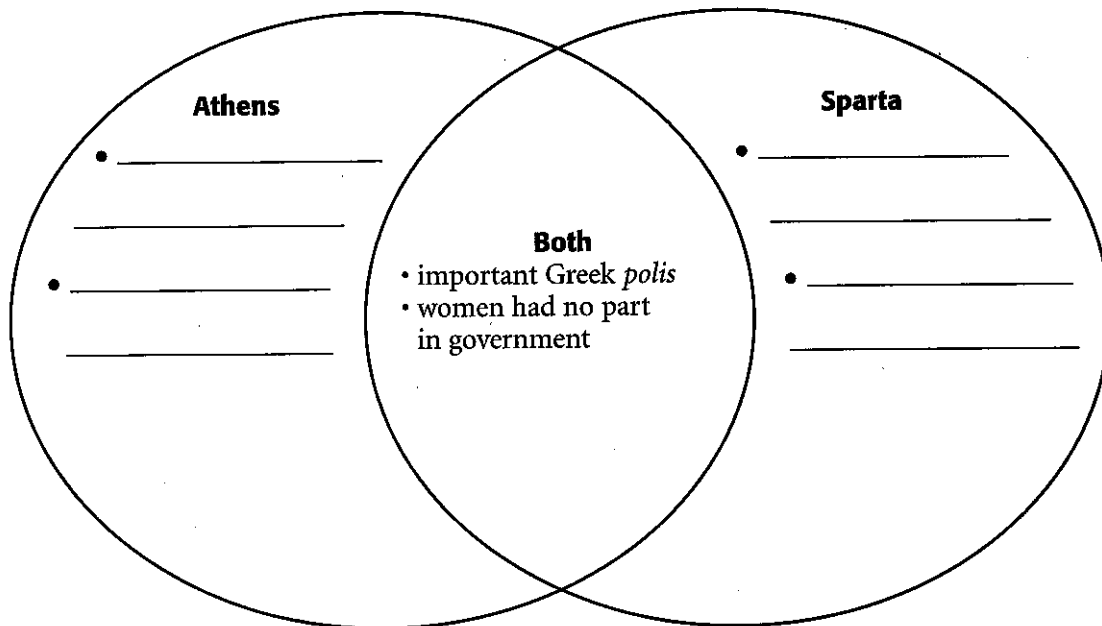 Athens
Sparta
Both
• important Greek polis
• women had no part
in government